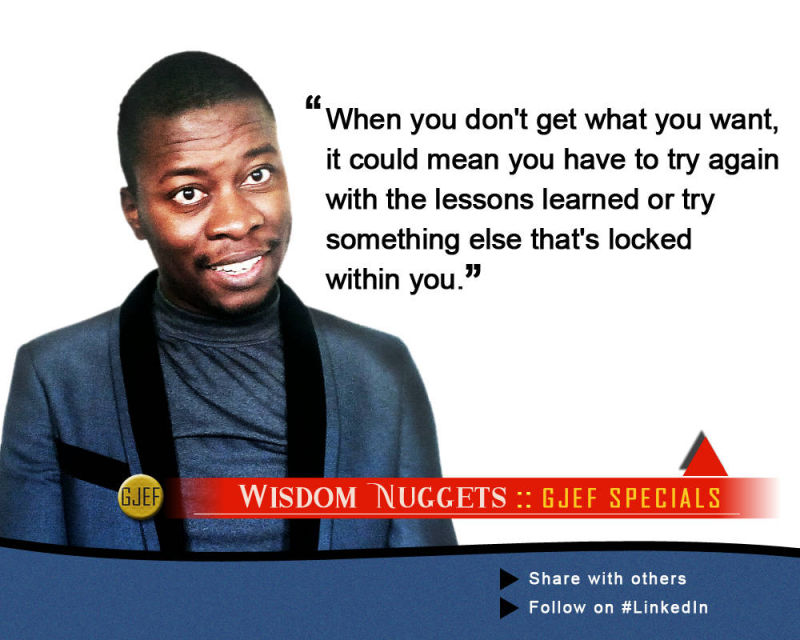 “When you don't get what you want,
it could mean you have to try again
with the lessons learned or try
something else that's locked
within you.”
GJEF
WISDOM NUGGETS :: GJEF SPECIALS
Share with others
Follow on #LinkedIn